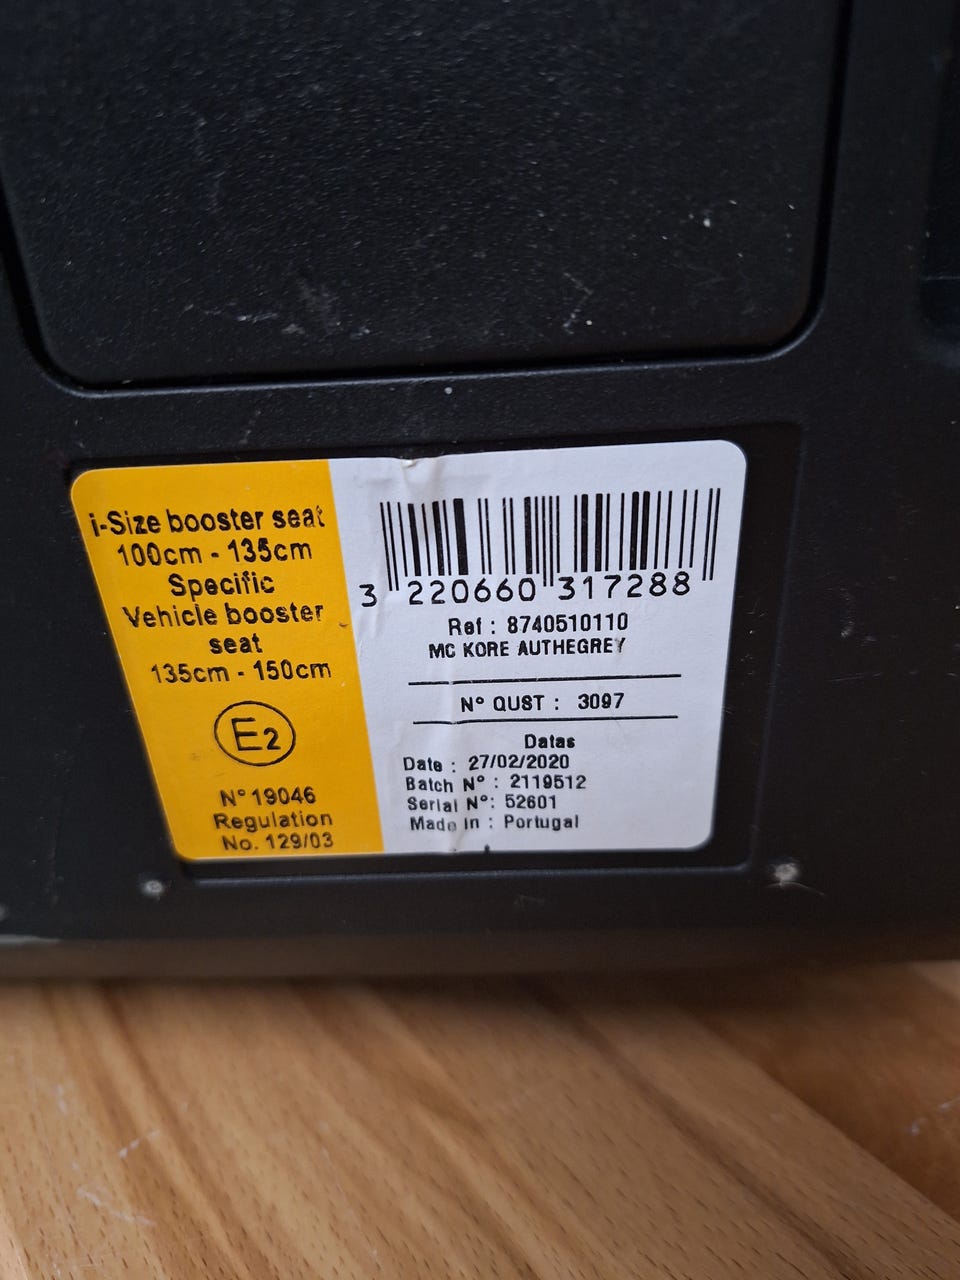 i-Size booster seat
100cm - 135cm
Specific
Vehicle booster
seat
135cm - 150cm
E2
N° 19046
Regulation
No. 129/03
3 220660 317288
Ref : 8740510110
MC KORE AUTHEGREY
N° QUST : 3097
Datas
Date : 27/02/2020
Batch N° : 2119512
Serial N°: 52601
Made in : Portugal